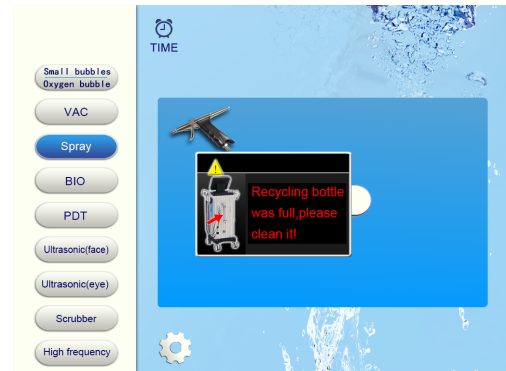 TIME
Small bubbles
Oxygen bubble
VAC
Spray
BIO
PDT
Ultrasonic(face)
Ultrasonic(eye)
Scrubber
High frequency
!
Recycling bottle
was full,please
clean it!